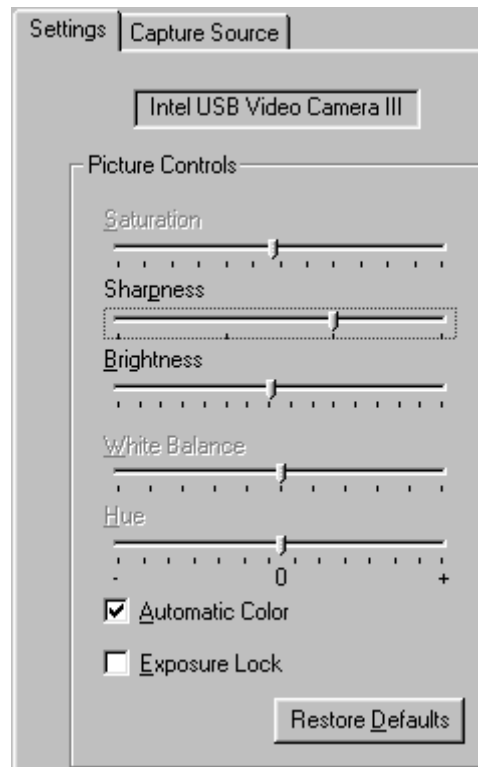 Settings Capture Source
Intel USB Video Camera III
Picture Controls
Saturation
Sharpness
Brightness
White Balance
Hue
- 0 +
Automatic Color
Exposure Lock
Restore Defaults